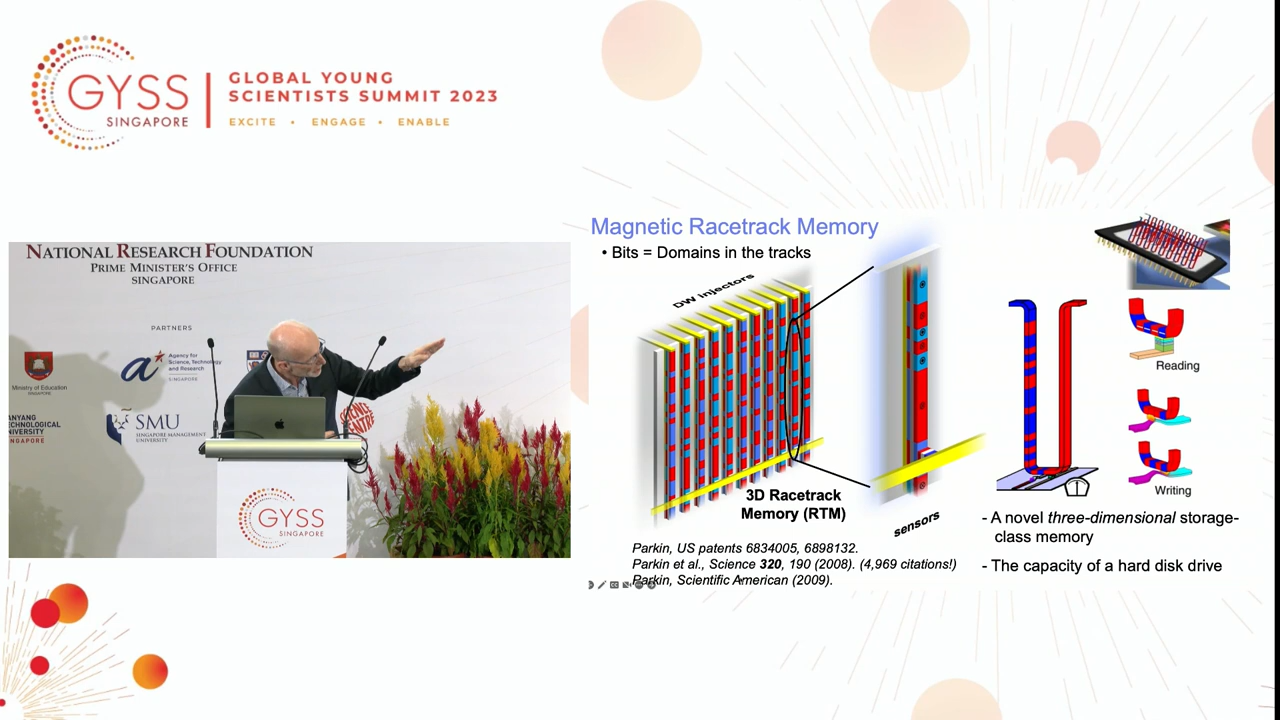 GYSS
SINGAPORE
GLOBAL YOUNG
SCIENTISTS SUMMIT 2023
EXCITE • ENGAGE • ENABLE
NATIONAL RESEARCH FOUNDATION
PRIME MINISTER'S OFFICE
SINGAPORE
PARTNERS
Ministry of Education
SINGAPORE
Agency for
Science, Technology
and Research
SINGAPORE
ANYANG
TECHNOLOGICAL
UNIVERSITY
SINGAPORE
SMU
SINGAPORE MANAGEMENT
UNIVERSITY
SCIENCE
CENTRE
GYSS
SINGAPORE
Magnetic Racetrack Memory
• Bits = Domains in the tracks
DW injectors
3D Racetrack
Memory (RTM)
sensors
Reading
Writing
- A novel three-dimensional storage-
class memory
- The capacity of a hard disk drive
Parkin, US patents 6834005, 6898132.
Parkin et al., Science 320, 190 (2008). (4,969 citations!)
Parkin, Scientific American (2009).